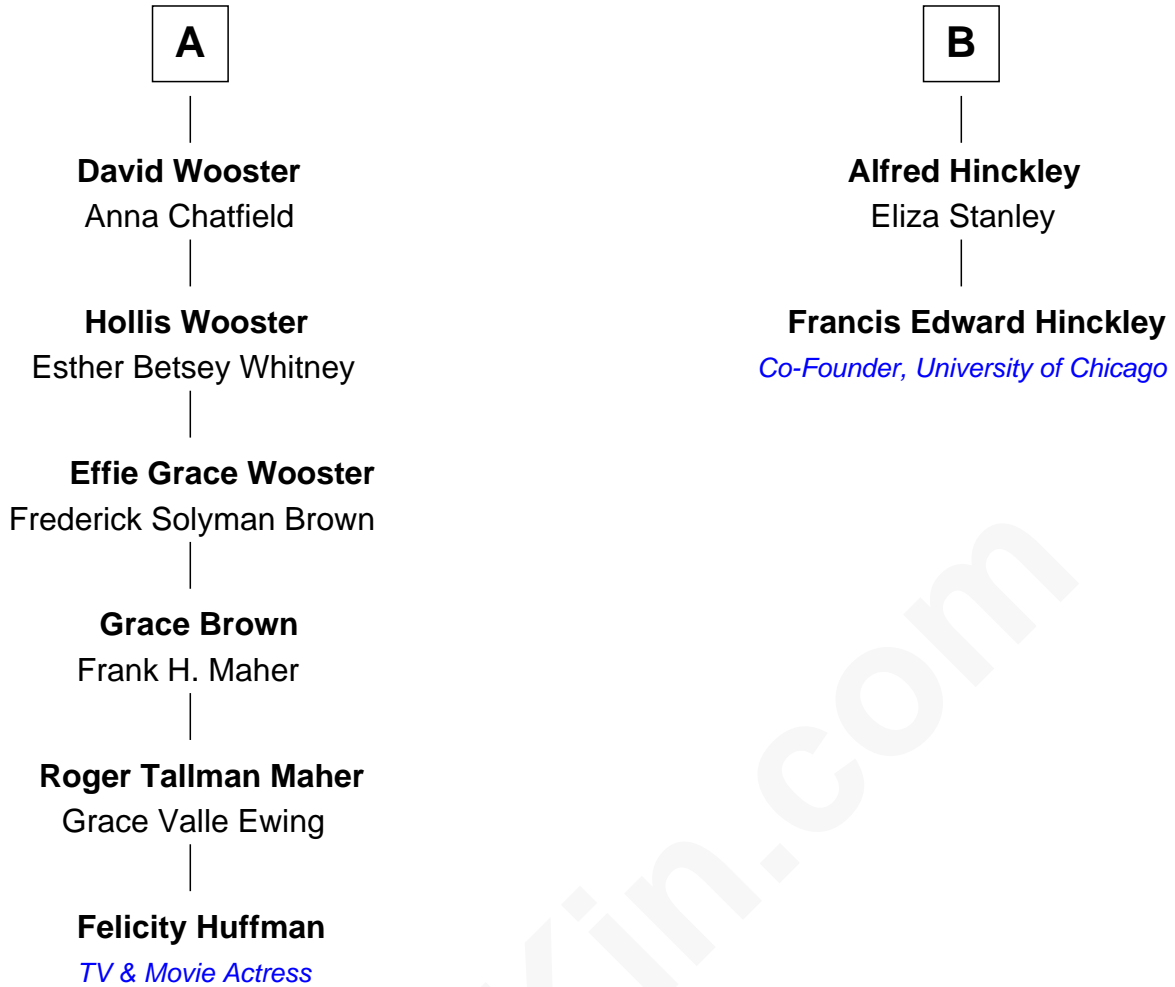 A
David Wooster
Anna Chatfield
Hollis Wooster
Esther Betsey Whitney
Effie Grace Wooster
Frederick Solyman Brown
Grace Brown
Frank H. Maher
Roger Tallman Maher
Grace Valle Ewing
Felicity Huffman
TV & Movie Actress
B
Alfred Hinckley
Eliza Stanley
Francis Edward Hinckley
Co-Founder, University of Chicago
Kin.com